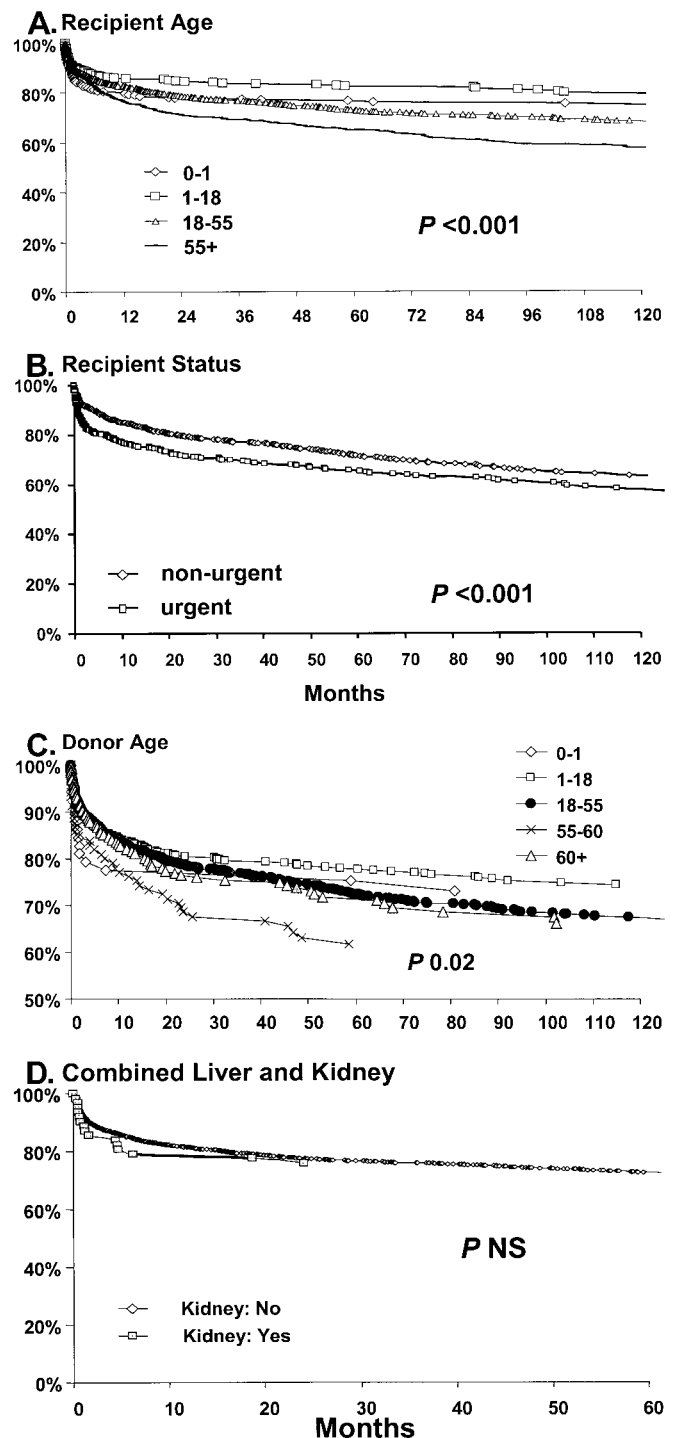 A. Recipient Age
100%
80%
60%
40%
20%
0%
0-1
1-18
18-55
55+
P <0.001
0 12 24 36 48 60 72 84 96 108 120
B. Recipient Status
100%
80%
60%
40%
20%
0%
non-urgent
urgent
P <0.001
0 10 20 30 40 50 60 70 80 90 100 110 120
Months
C. Donor Age
100%
90%
80%
70%
60%
50%
0-1
1-18
18-55
55-60
60+
P 0.02
0 10 20 30 40 50 60 70 80 90 100 110 120
D. Combined Liver and Kidney
100%
80%
60%
40%
20%
0%
P NS
Kidney: No
Kidney: Yes
0 10 20 30 40 50 60
Months